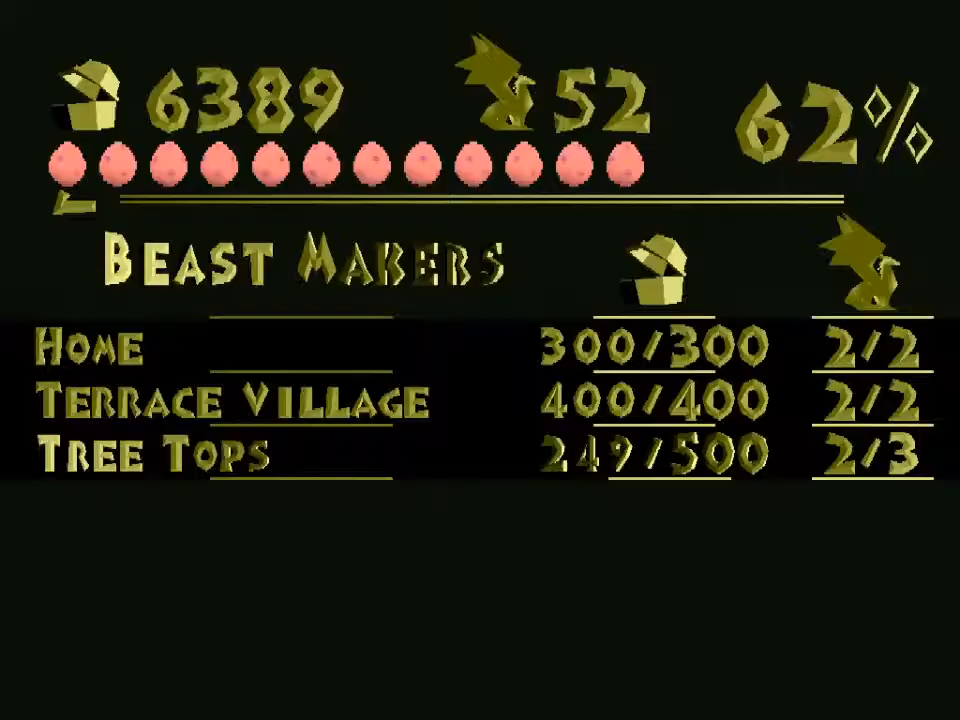 6389 52 62%
BEAST MAKERS
HOME 300/300 2/2
TERRACE VILLAGE 400/400 2/2
TREE TOPS 249/500 2/3